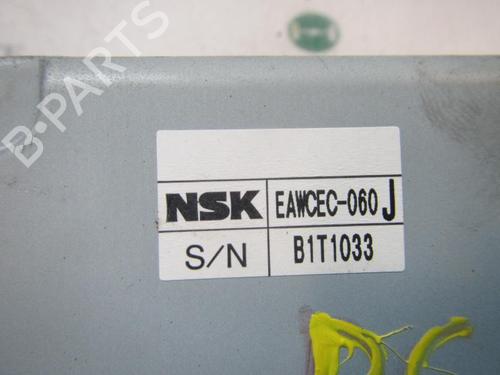 B-PARTS
NSK EAWCEC-060 J
S/N B1T1033